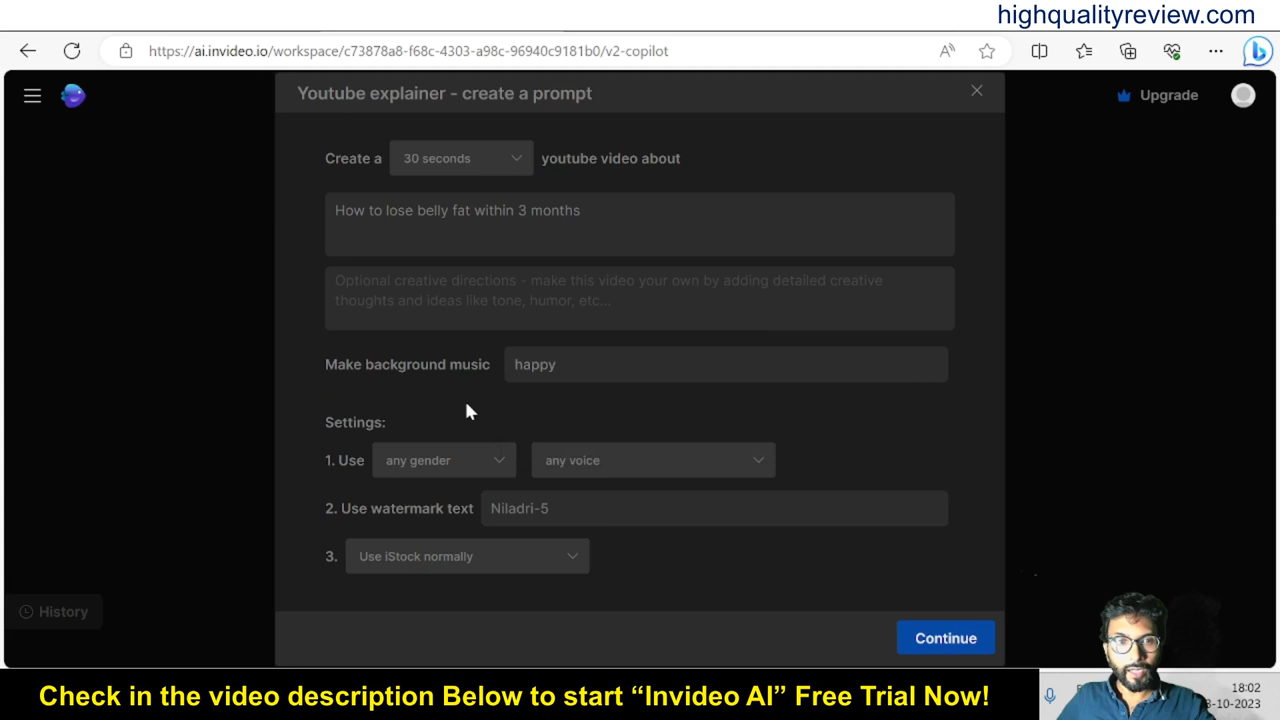 highqualityreview.com
https://ai.invideo.io/workspace/c73878a8-f68c-4303-a98c-96940c9181b0/v2-copilot
Youtube explainer - create a prompt
Upgrade
Create a 30 seconds youtube video about
How to lose belly fat within 3 months
Optional creative directions - make this video your own by adding detailed creative
thoughts and ideas like tone, humor, etc...
Make background music happy
Settings:
1. Use any gender any voice
2. Use watermark text Niladri-5
3. Use iStock normally
History
Continue
Check in the video description Below to start “Invideo AI” Free Trial Now!
18:02
3-10-2023